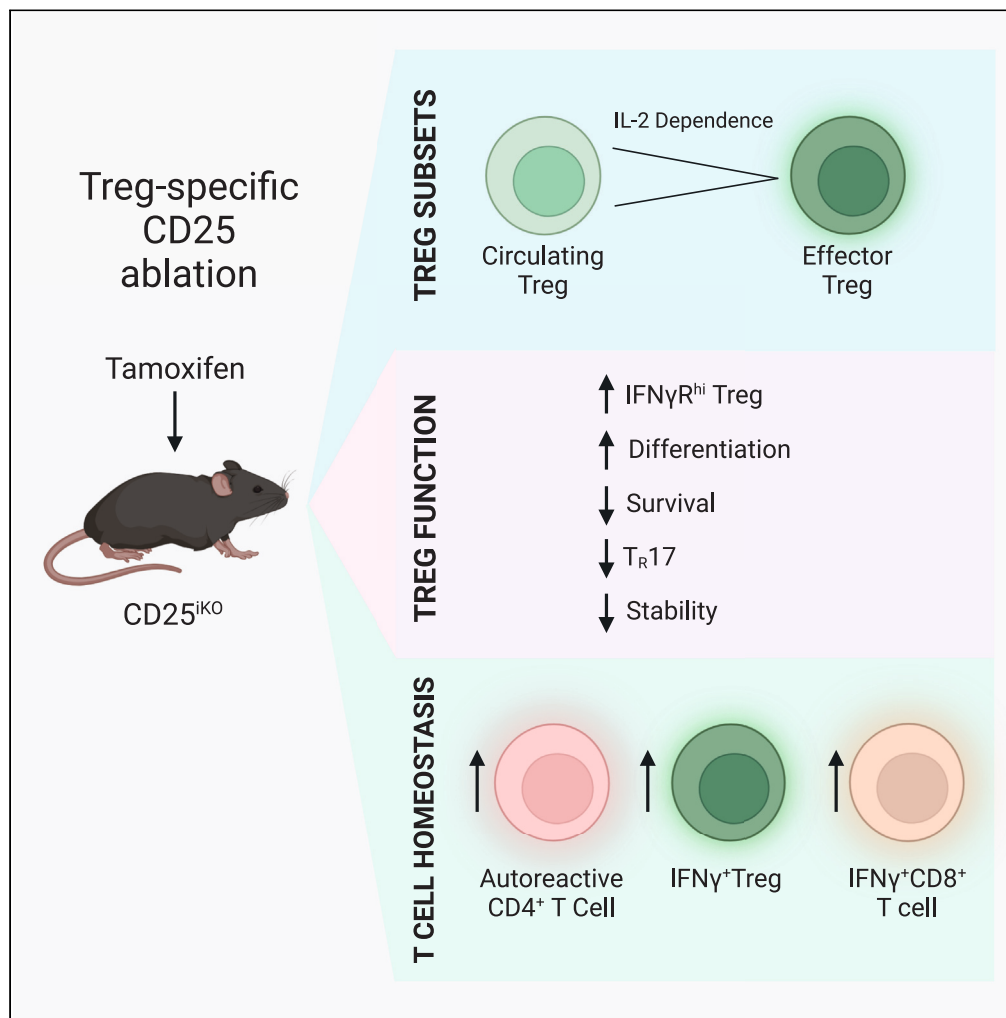 Treg-specific
CD25
ablation
Tamoxifen
CD25ⁱᴷᴼ
TREG SUBSETS
IL-2 Dependence
Circulating
Treg
Effector
Treg
TREG FUNCTION
IFNγRʰⁱ Treg
Differentiation
Survival
Tᵣ17
Stability
T CELL HOMEOSTASIS
Autoreactive
CD4⁺ T Cell
IFNγ⁺Treg
IFNγ⁺CD8⁺
T cell